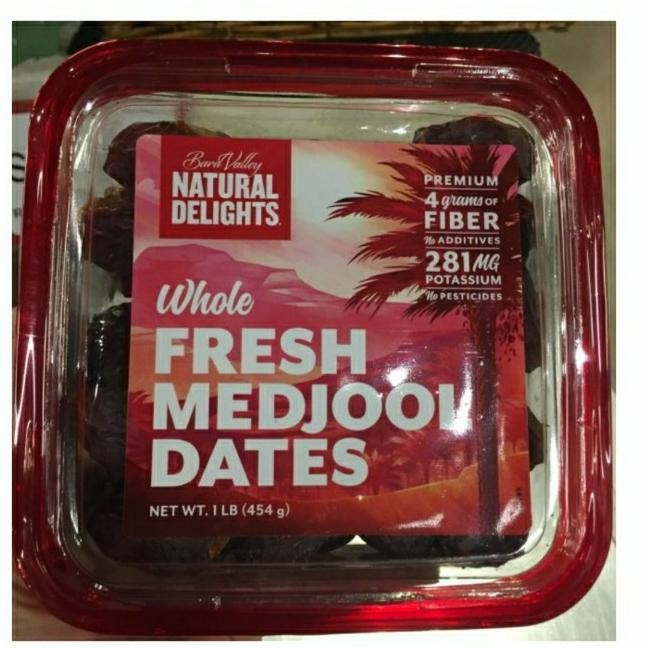 Bard Valley
NATURAL
DELIGHTS
PREMIUM
4 grams OF
FIBER
No ADDITIVES
281MG
POTASSIUM
No PESTICIDES
Whole
FRESH
MEDJOOL
DATES
NET WT. 1 LB (454 g)